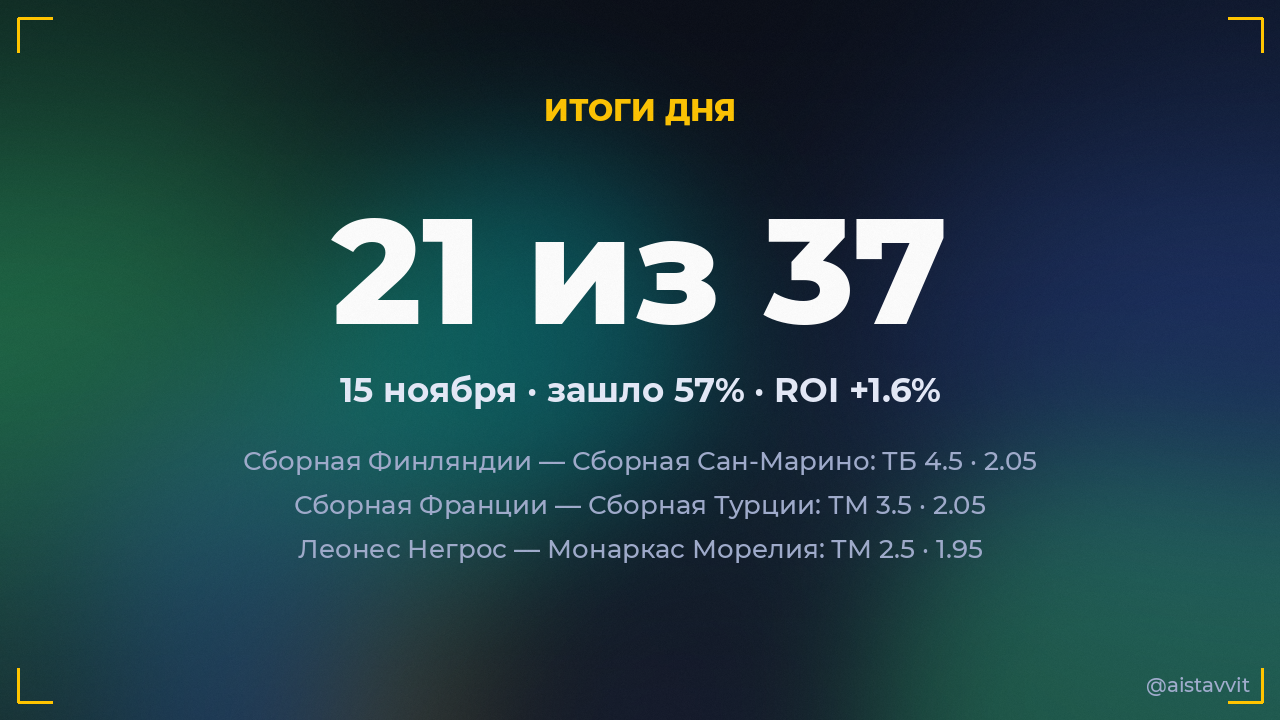 ИТОГИ ДНЯ
21 из 37
15 ноября · зашло 57% · ROI +1.6%
Сборная Финляндии — Сборная Сан-Марино: ТБ 4.5 · 2.05
Сборная Франции — Сборная Турции: ТМ 3.5 · 2.05
Леонес Негрос — Монаркас Морелия: ТМ 2.5 · 1.95
@aistavvit